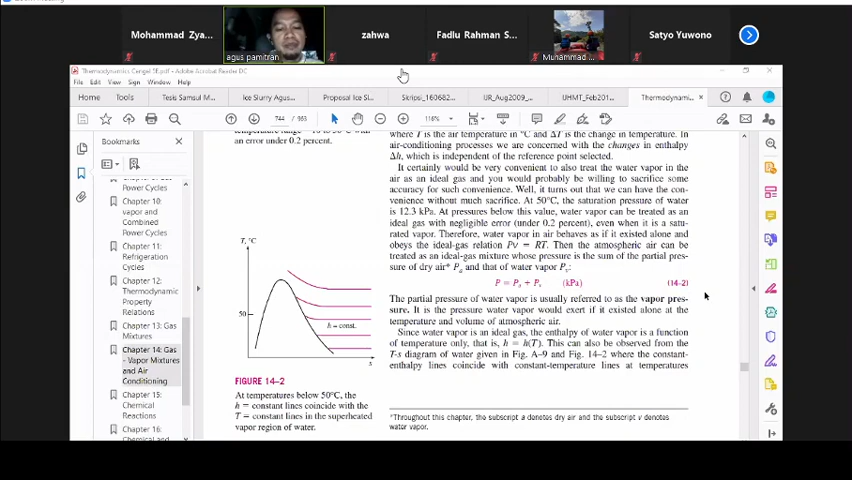 Mohammad Zya...
agus pamitran
zahwa
Fadlu Rahman S...
Muhammad ...
Satyo Yuwono
Thermodynamics Cengel 5E.pdf - Adobe Acrobat Reader DC
File Edit View Sign Window Help
Home Tools Tesis Samsul M... Ice Slurry Agus... Proposal Ice Sl... Skripsi_160682... IJR_Aug2009_... UHMT_Feb201... Thermodynami...
744 / 963 116%
Bookmarks
Power Cycles
Chapter 10:
vapor and
Combined
Power Cycles
Chapter 11:
Refrigeration
Cycles
Chapter 12:
Thermodynamic
Property
Relations
Chapter 13: Gas
Mixtures
Chapter 14: Gas
- Vapor Mixtures
and Air
Conditioning
Chapter 15:
Chemical
Reactions
Chapter 16:
Chemical and
an error under 0.2 percent.
T, °C
50
h = const.
s
FIGURE 14–2
At temperatures below 50°C, the
h = constant lines coincide with the
T = constant lines in the superheated
vapor region of water.
where T is the air temperature in °C and ΔT is the change in temperature. In
air-conditioning processes we are concerned with the changes in enthalpy
Δh, which is independent of the reference point selected.
It certainly would be very convenient to also treat the water vapor in the
air as an ideal gas and you would probably be willing to sacrifice some
accuracy for such convenience. Well, it turns out that we can have the con-
venience without much sacrifice. At 50°C, the saturation pressure of water
is 12.3 kPa. At pressures below this value, water vapor can be treated as an
ideal gas with negligible error (under 0.2 percent), even when it is a satu-
rated vapor. Therefore, water vapor in air behaves as if it existed alone and
obeys the ideal-gas relation Pv = RT. Then the atmospheric air can be
treated as an ideal-gas mixture whose pressure is the sum of the partial pres-
sure of dry air* Pa and that of water vapor Pv:
P = Pa + Pv (kPa) (14–2)
The partial pressure of water vapor is usually referred to as the vapor pres-
sure. It is the pressure water vapor would exert if it existed alone at the
temperature and volume of atmospheric air.
Since water vapor is an ideal gas, the enthalpy of water vapor is a function
of temperature only, that is, h = h(T). This can also be observed from the
T-s diagram of water given in Fig. A–9 and Fig. 14–2 where the constant-
enthalpy lines coincide with constant-temperature lines at temperatures
*Throughout this chapter, the subscript a denotes dry air and the subscript v denotes
water vapor.